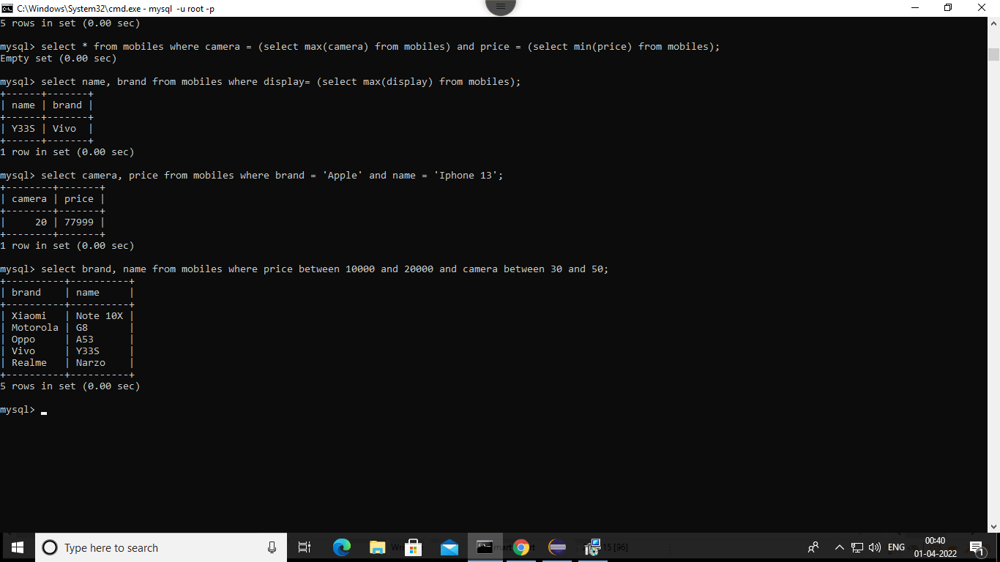 C:\Windows\System32\cmd.exe - mysql  -u root -p
5 rows in set (0.00 sec)
mysql> select * from mobiles where camera = (select max(camera) from mobiles) and price = (select min(price) from mobiles);
Empty set (0.00 sec)
mysql> select name, brand from mobiles where display= (select max(display) from mobiles);
+------+-------+
| name | brand |
+------+-------+
| Y33S | Vivo  |
+------+-------+
1 row in set (0.00 sec)
mysql> select camera, price from mobiles where brand = 'Apple' and name = 'Iphone 13';
+--------+-------+
| camera | price |
+--------+-------+
|     20 | 77999 |
+--------+-------+
1 row in set (0.00 sec)
mysql> select brand, name from mobiles where price between 10000 and 20000 and camera between 30 and 50;
+----------+----------+
| brand    | name     |
+----------+----------+
| Xiaomi   | Note 10X |
| Motorola | G8       |
| Oppo     | A53      |
| Vivo     | Y33S     |
| Realme   | Narzo    |
+----------+----------+
5 rows in set (0.00 sec)
mysql>
Type here to search
ENG
00:40
01-04-2022
1